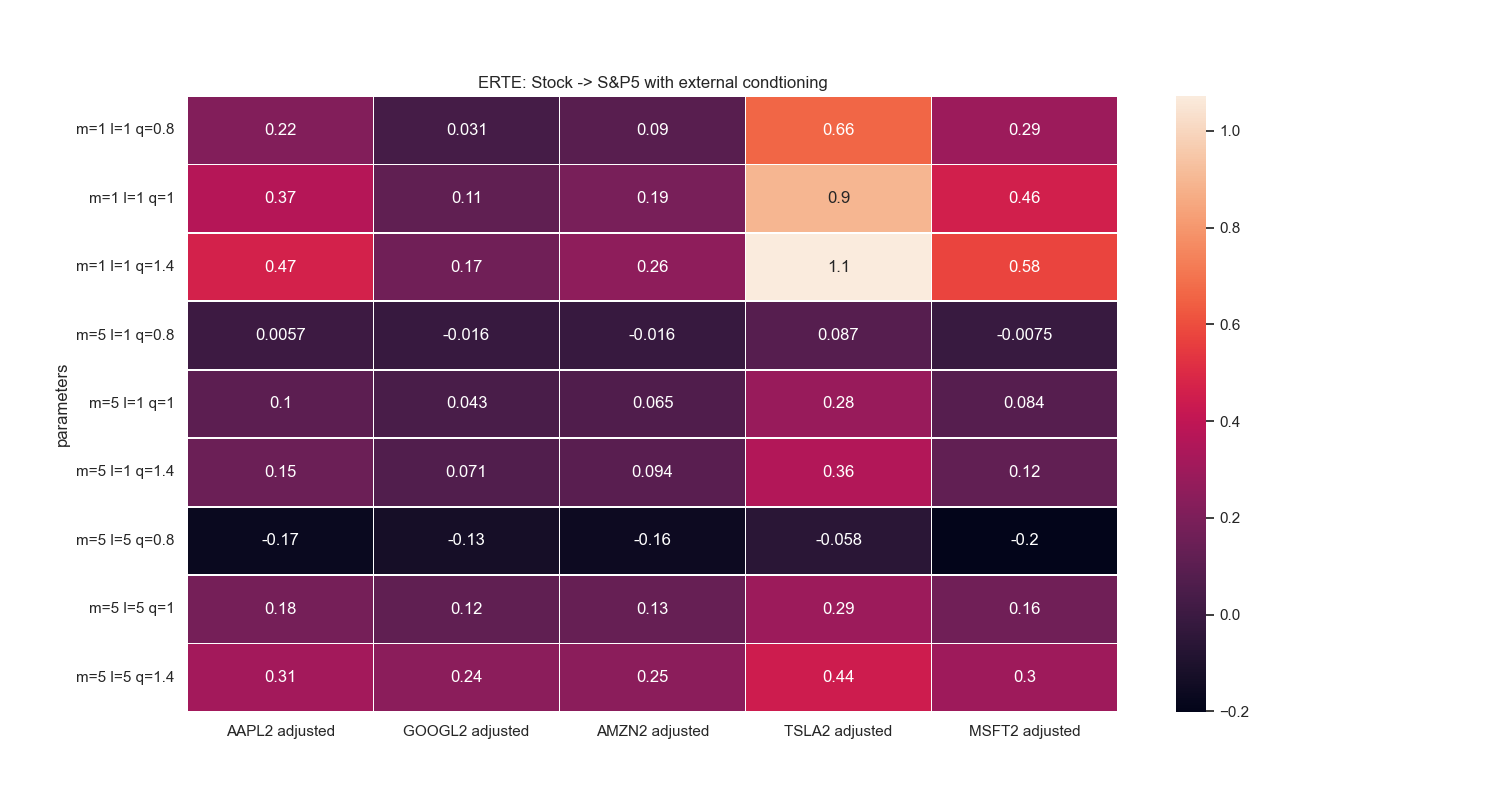 ERTE: Stock -> S&P5 with external condtioning
parameters
m=1 l=1 q=0.8 0.22 0.031 0.09 0.66 0.29
m=1 l=1 q=1 0.37 0.11 0.19 0.9 0.46
m=1 l=1 q=1.4 0.47 0.17 0.26 1.1 0.58
m=5 l=1 q=0.8 0.0057 -0.016 -0.016 0.087 -0.0075
m=5 l=1 q=1 0.1 0.043 0.065 0.28 0.084
m=5 l=1 q=1.4 0.15 0.071 0.094 0.36 0.12
m=5 l=5 q=0.8 -0.17 -0.13 -0.16 -0.058 -0.2
m=5 l=5 q=1 0.18 0.12 0.13 0.29 0.16
m=5 l=5 q=1.4 0.31 0.24 0.25 0.44 0.3
AAPL2 adjusted GOOGL2 adjusted AMZN2 adjusted TSLA2 adjusted MSFT2 adjusted
1.0
0.8
0.6
0.4
0.2
0.0
−0.2